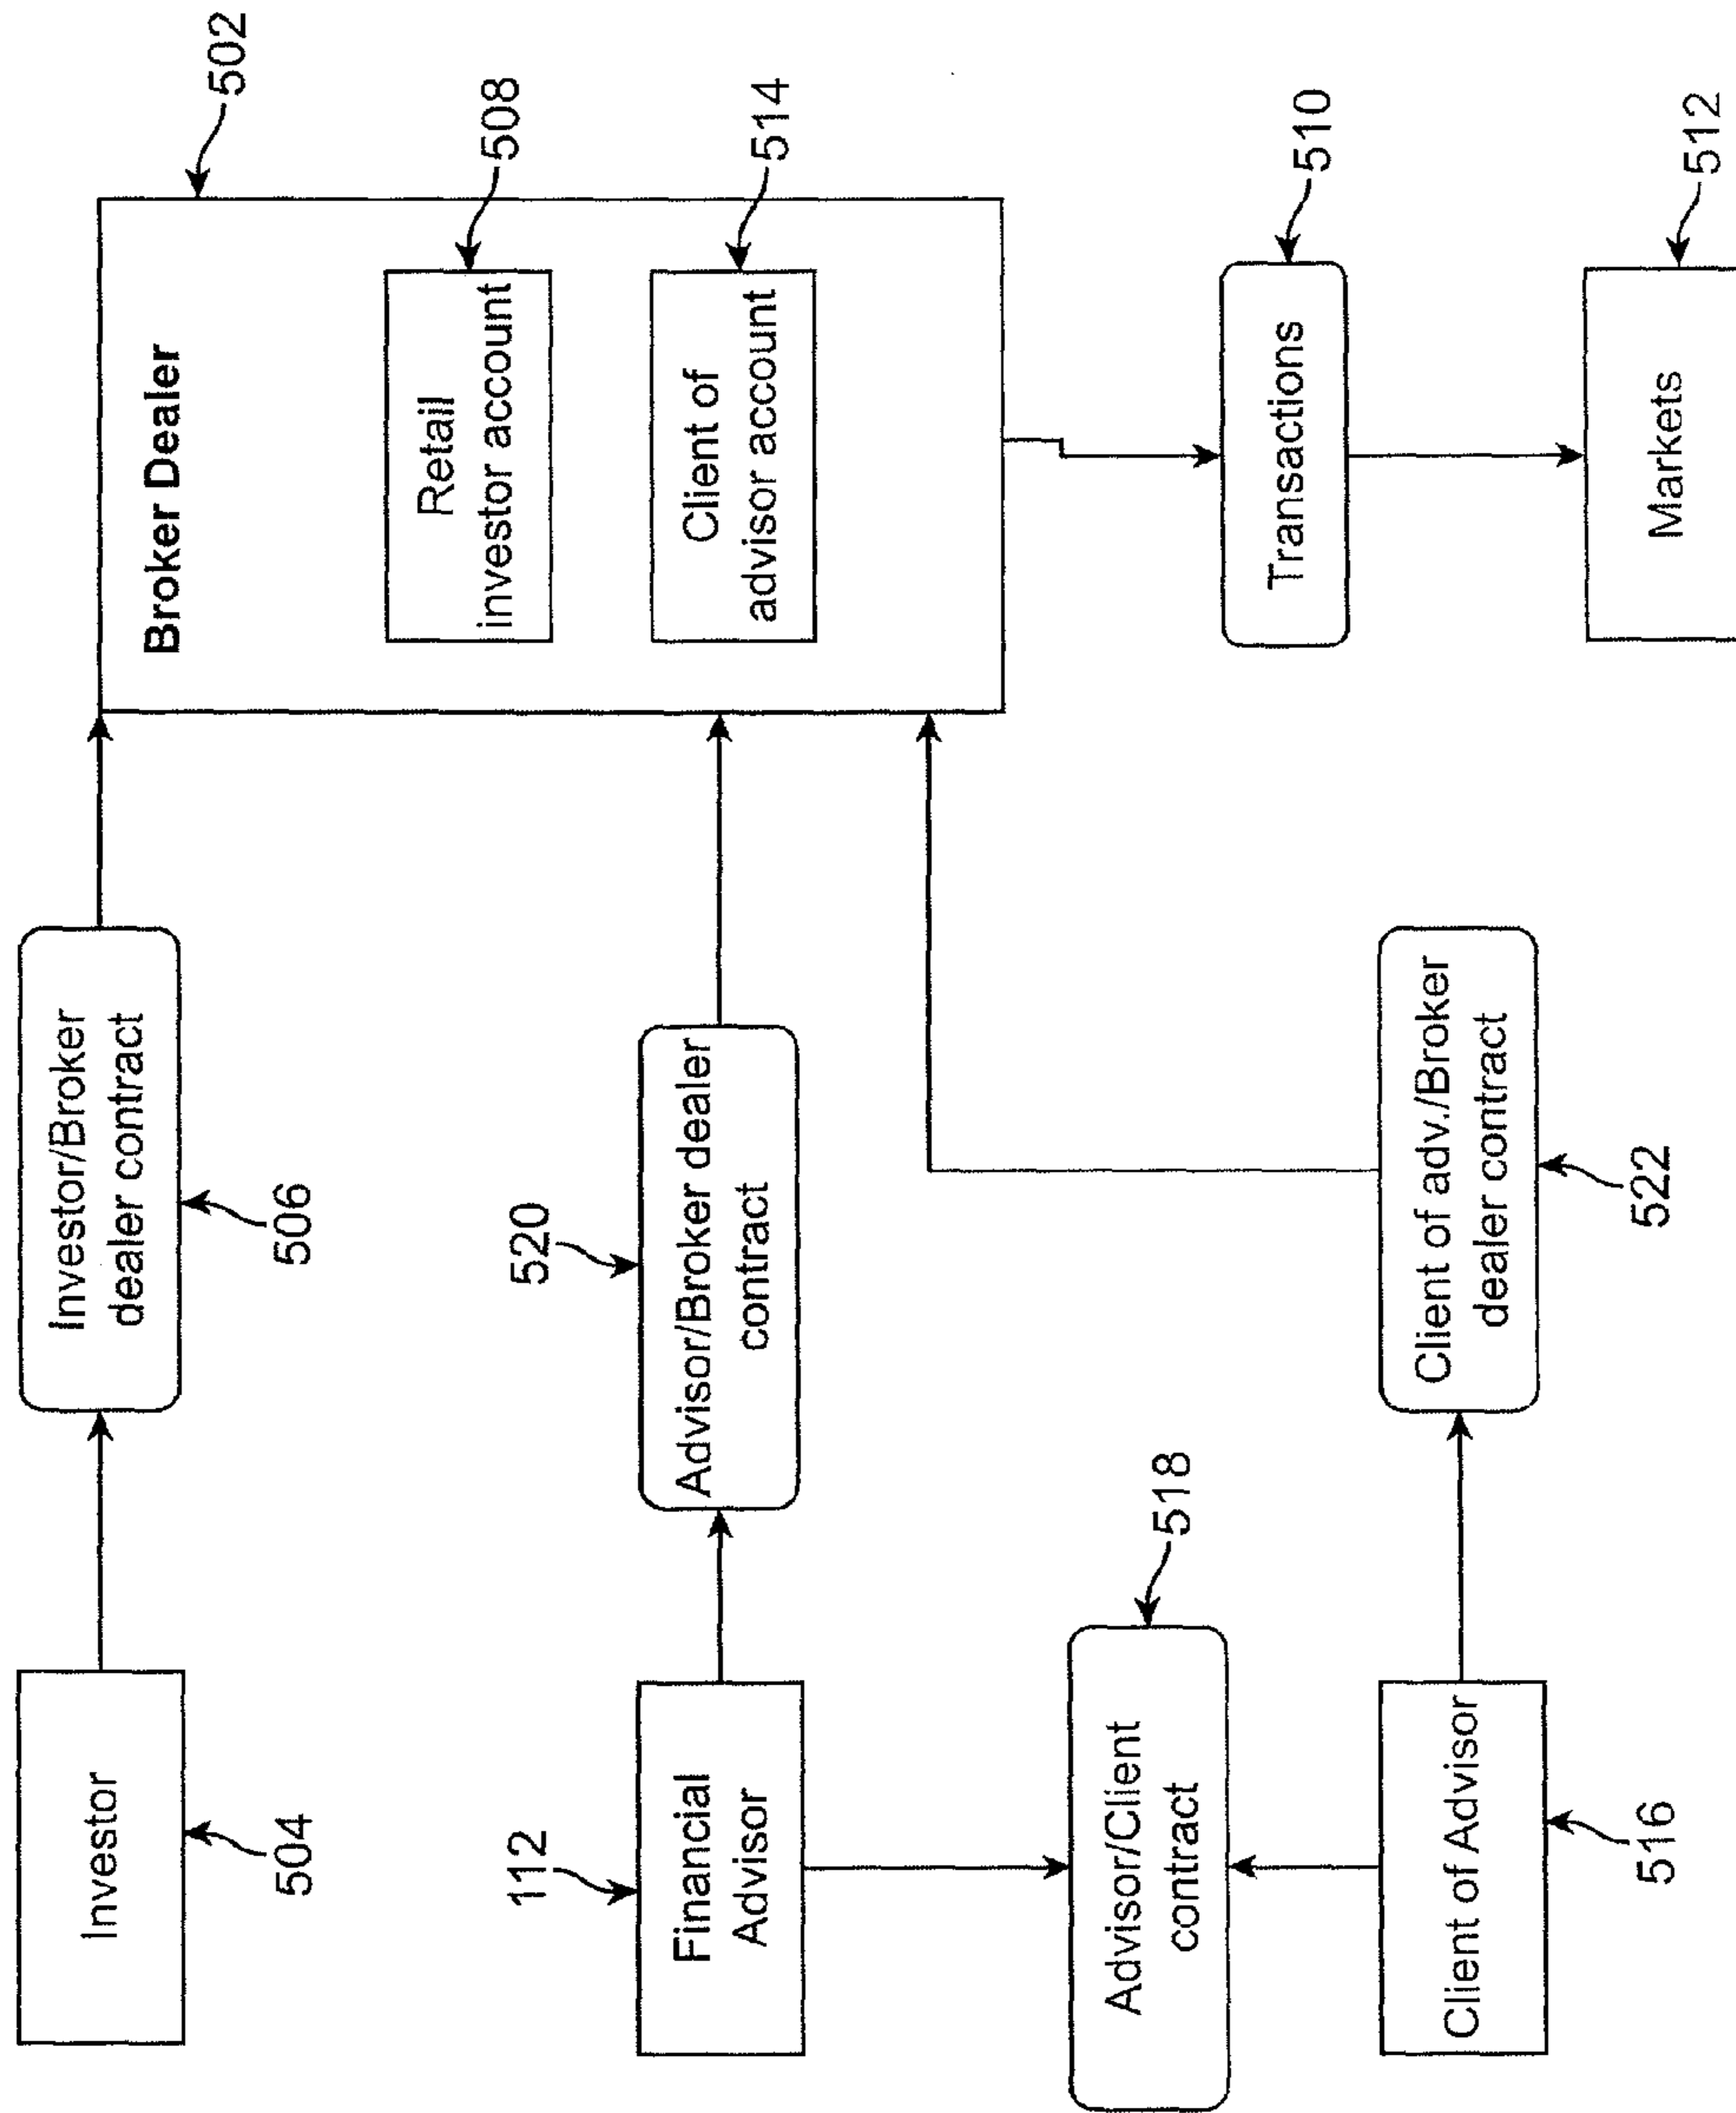 Investor
504
Investor/Broker
dealer contract
506
Broker Dealer
502
Retail
investor account
508
Client of
advisor account
514
112
Financial
Advisor
520
Advisor/Broker dealer
contract
Advisor/Client
contract
518
Transactions
510
Client of Advisor
516
Client of adv./Broker
dealer contract
522
Markets
512